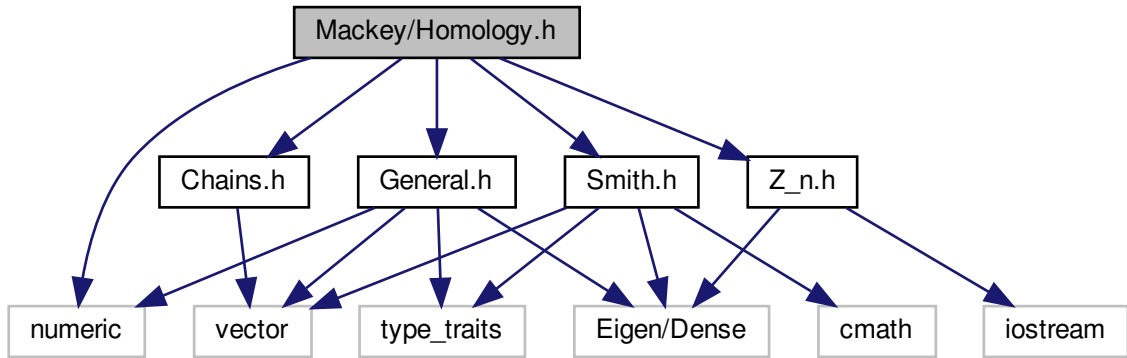 Mackey/Homology.h
Chains.h
General.h
Smith.h
Z_n.h
numeric
vector
type_traits
Eigen/Dense
cmath
iostream